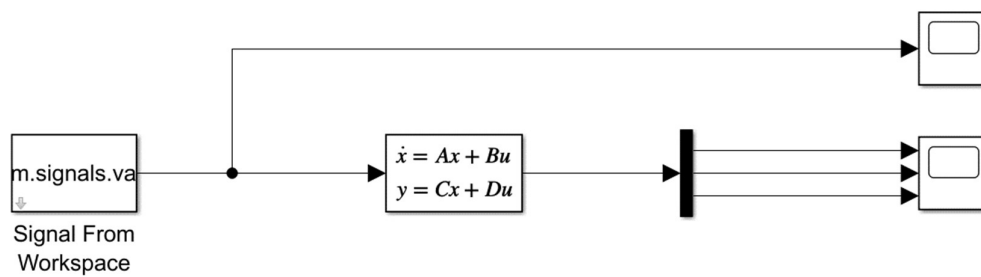 m.signals.va
Signal From
Workspace
ẋ = Ax + Bu
y = Cx + Du